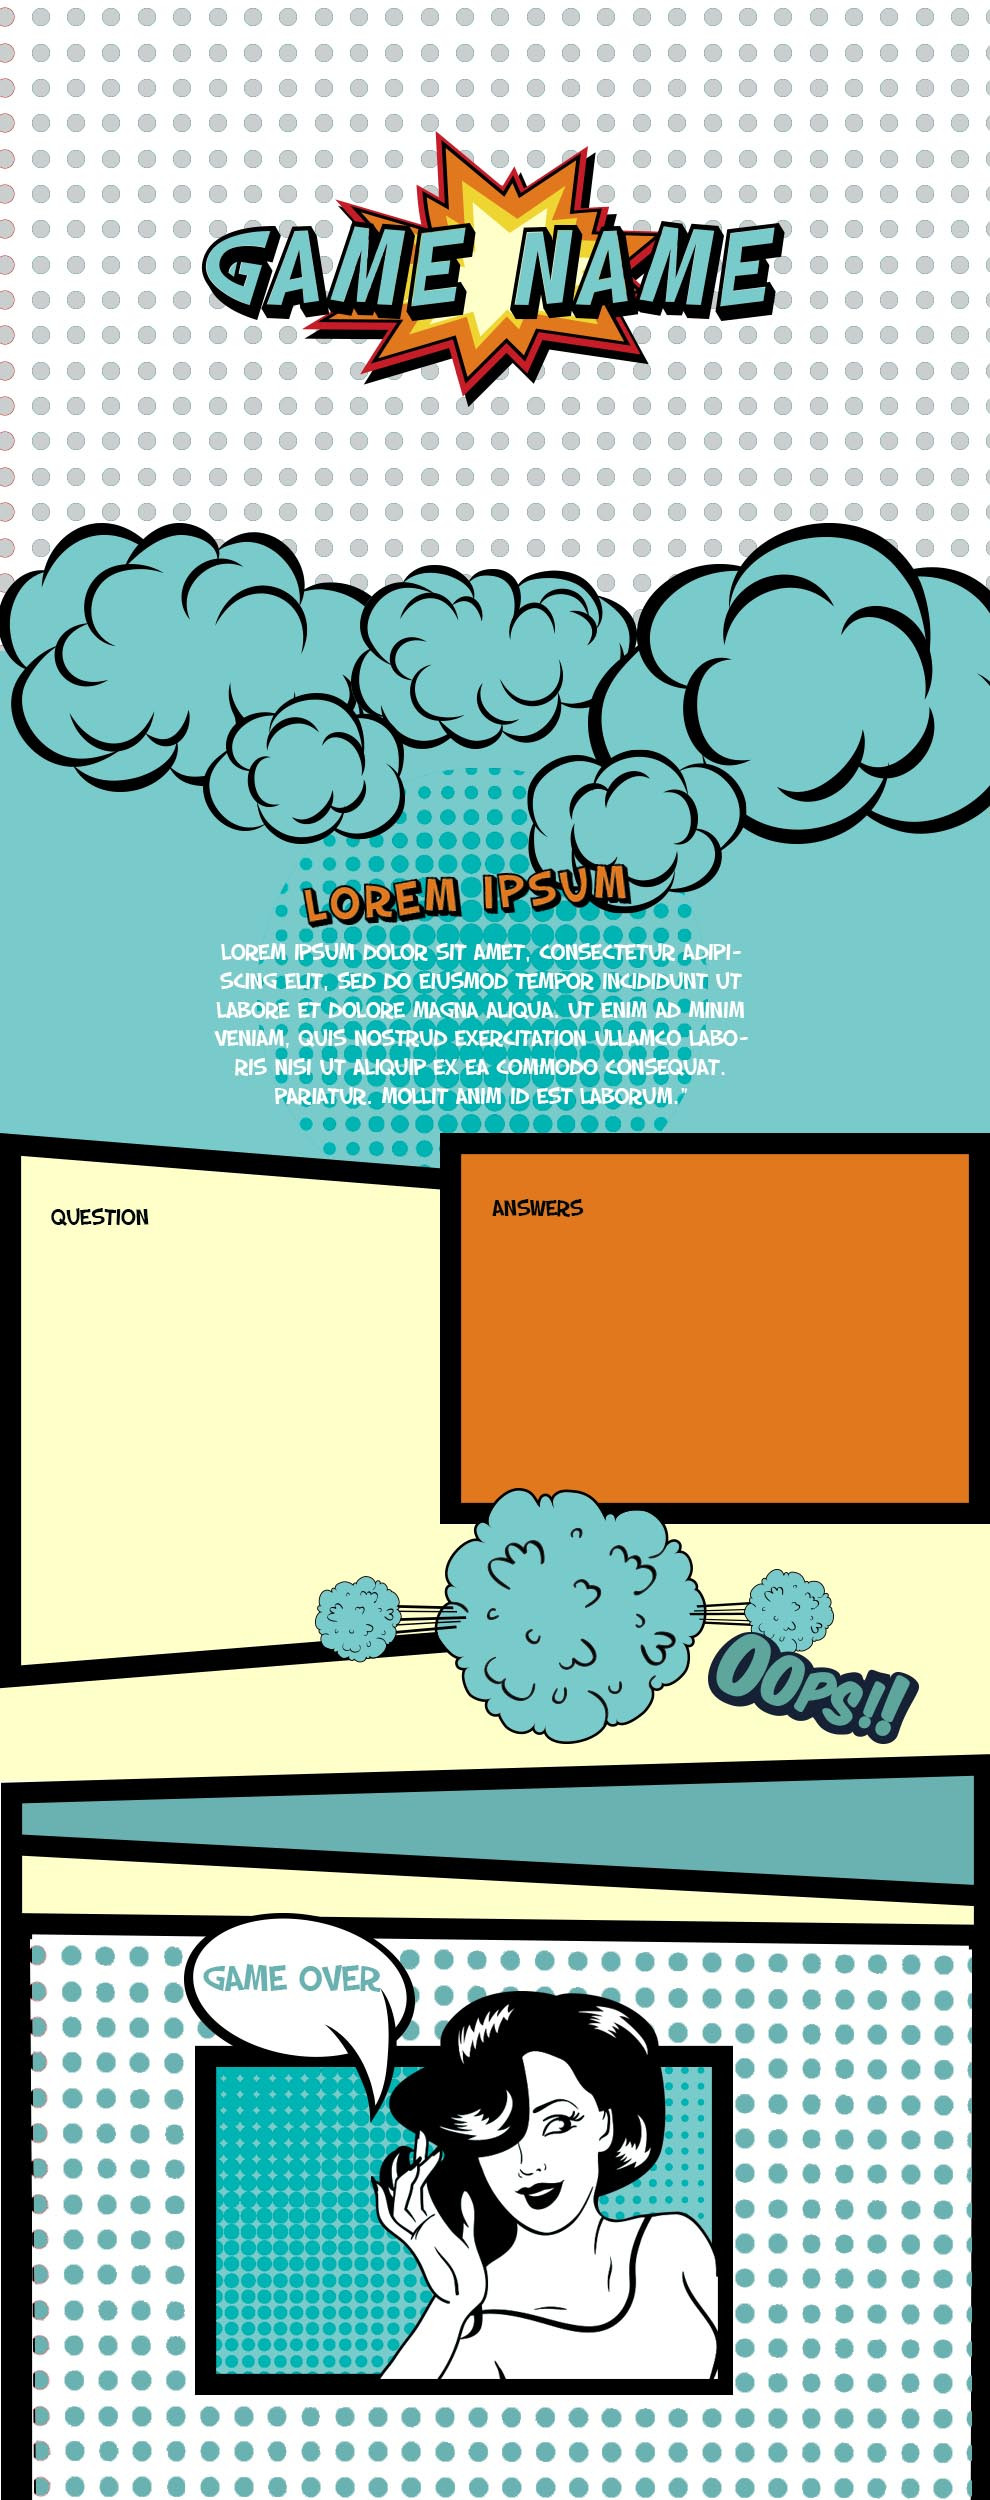 GAME NAME
LOREM IPSUM
LOREM IPSUM DOLOR SIT AMET, CONSECTETUR ADIPI-
SCING ELIT, SED DO EIUSMOD TEMPOR INCIDIDUNT UT
LABORE ET DOLORE MAGNA ALIQUA. UT ENIM AD MINIM
VENIAM, QUIS NOSTRUD EXERCITATION ULLAMCO LABO-
RIS NISI UT ALIQUIP EX EA COMMODO CONSEQUAT.
PARIATUR. MOLLIT ANIM ID EST LABORUM."
QUESTION
ANSWERS
OOPS!!!
GAME OVER